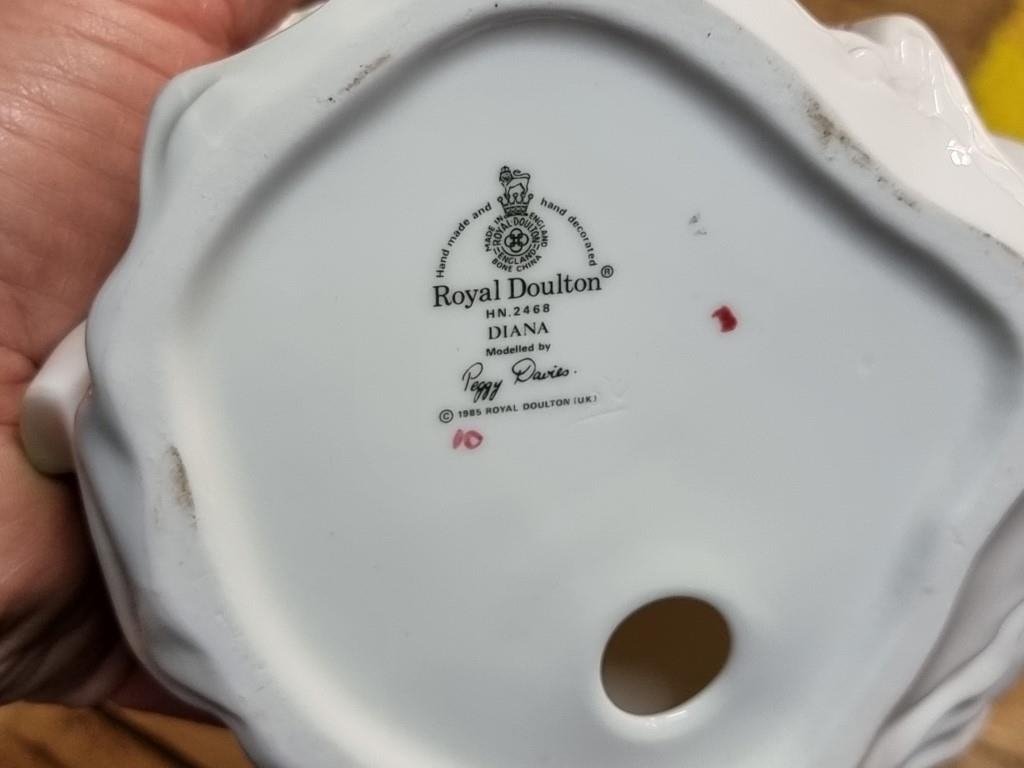 Hand made and hand decorated
MADE IN ENGLAND
ROYAL·DOULTON
ENGLAND
BONE CHINA
Royal Doulton®
HN.2468
DIANA
Modelled by
Peggy Davies.
© 1985 ROYAL DOULTON (UK)
10